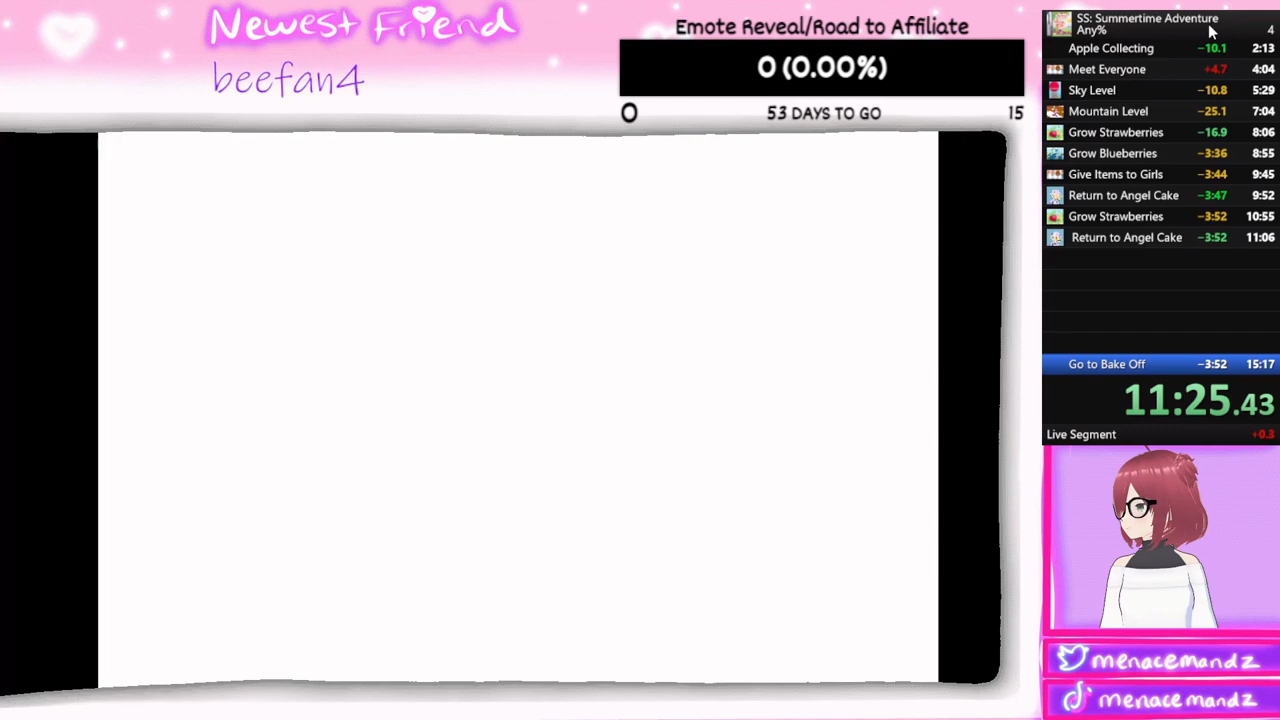 Newest Friend
beefan4
Emote Reveal/Road to Affiliate
0 (0.00%)
0 53 DAYS TO GO 15
SS: Summertime Adventure
Any% 4
Apple Collecting −10.1 2:13
Meet Everyone +4.7 4:04
Sky Level −10.8 5:29
Mountain Level −25.1 7:04
Grow Strawberries −16.9 8:06
Grow Blueberries −3:36 8:55
Give Items to Girls −3:44 9:45
Return to Angel Cake −3:47 9:52
Grow Strawberries −3:52 10:55
Return to Angel Cake −3:52 11:06
Go to Bake Off −3:52 15:17
11:25.43
Live Segment +0.3
menacemandz
menacemandz